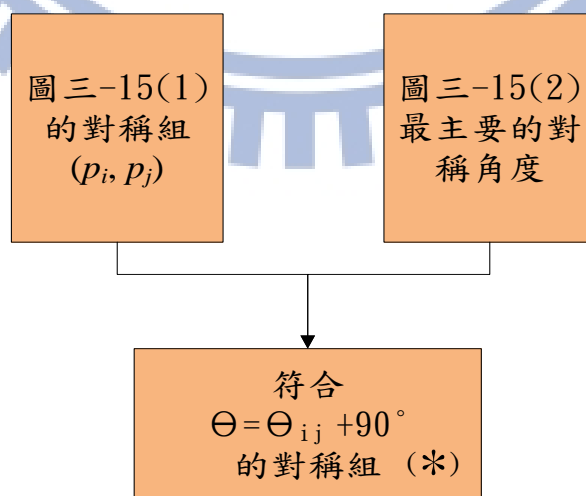 圖三-15(1)
的對稱組
(pᵢ, pⱼ)
圖三-15(2)
最主要的對
稱角度
符合
Θ=Θᵢⱼ+90°
的對稱組 (＊)